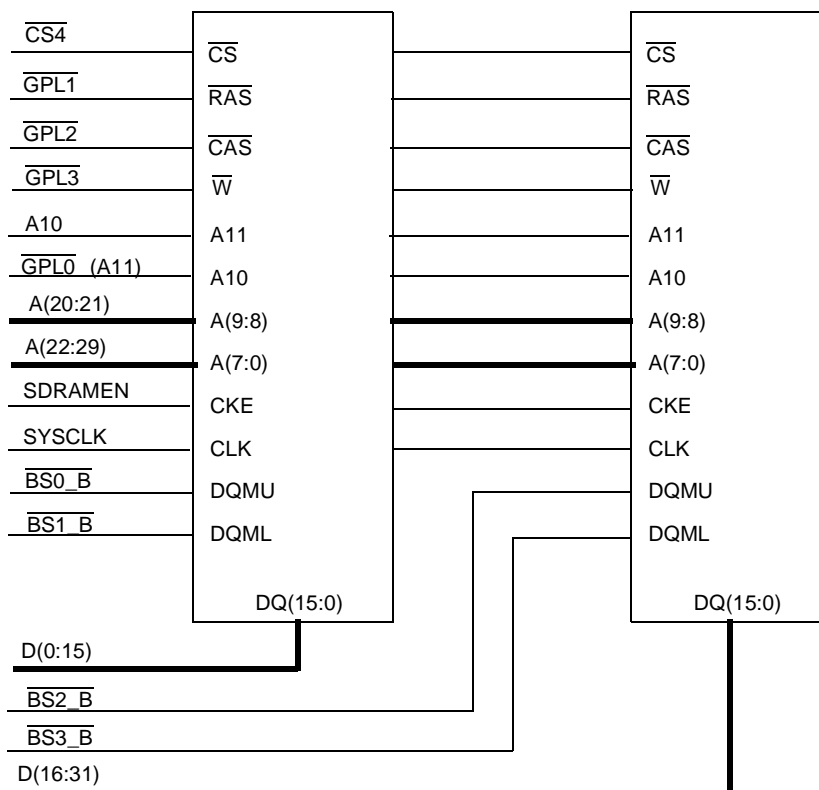 CS4
CS CS
GPL1
RAS RAS
GPL2
CAS CAS
GPL3
W W
A10
A11 A11
GPL0 (A11)
A10 A10
A(20:21)
A(9:8) A(9:8)
A(22:29)
A(7:0) A(7:0)
SDRAMEN
CKE CKE
SYSCLK
CLK CLK
BS0_B
DQMU DQMU
BS1_B
DQML DQML
DQ(15:0) DQ(15:0)
D(0:15)
BS2_B
BS3_B
D(16:31)